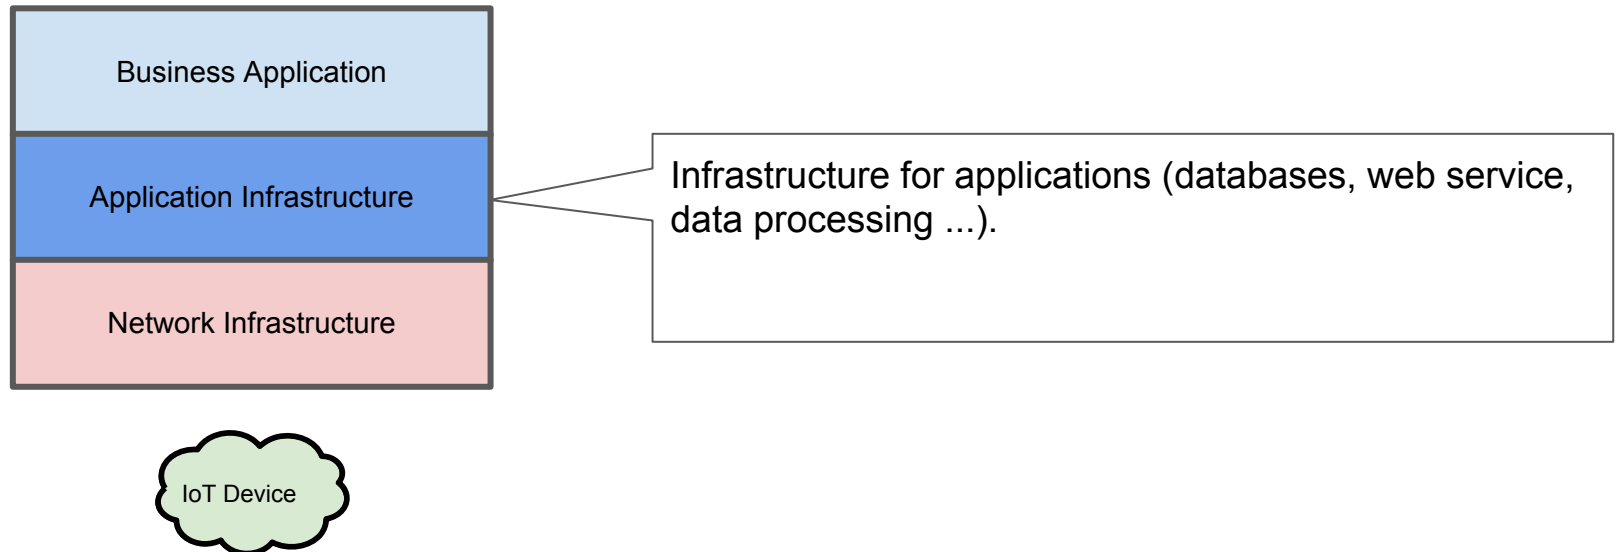 Business Application
Application Infrastructure
Infrastructure for applications (databases, web service,
data processing ...).
Network Infrastructure
IoT Device